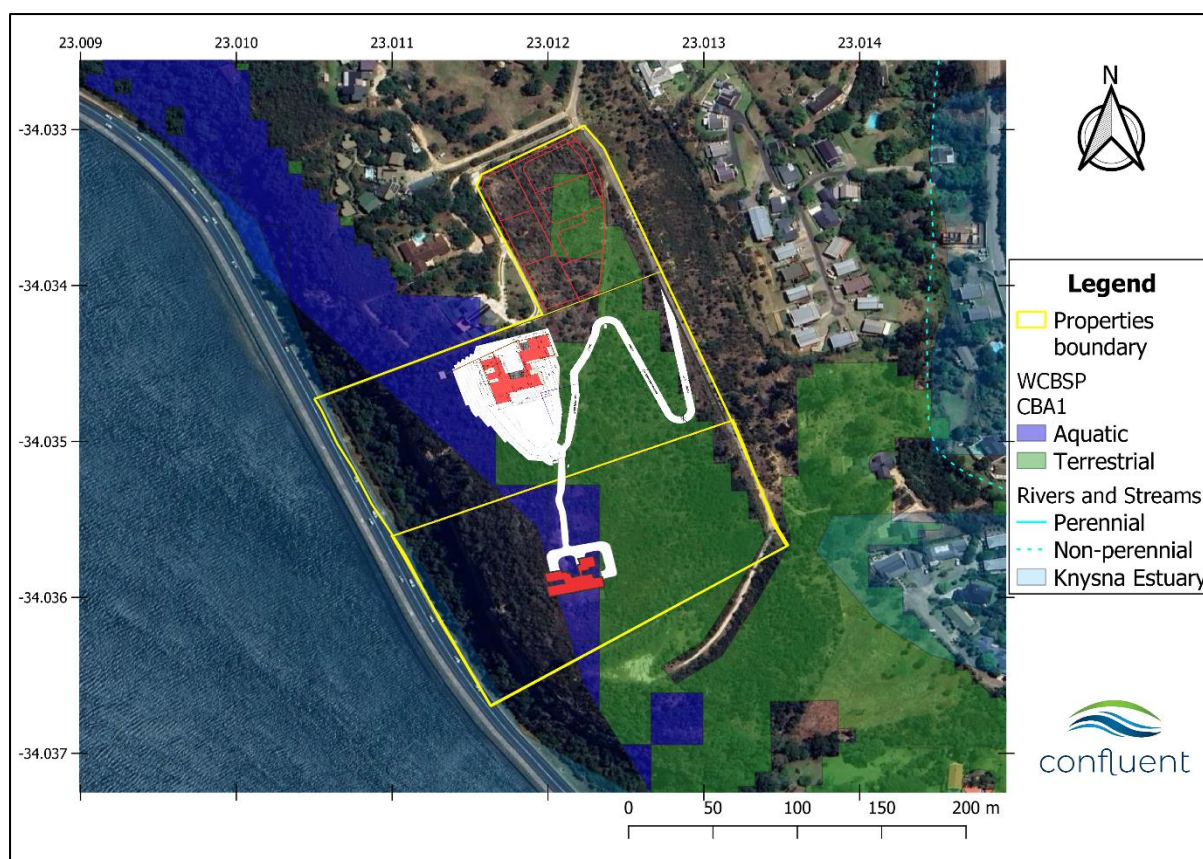 23.009 23.010 23.011 23.012 23.013 23.014
-34.033
-34.034
-34.035
-34.036
-34.037
N
Legend
Properties
boundary
WCBSP
CBA1
Aquatic
Terrestrial
Rivers and Streams
Perennial
Non-perennial
Knysna Estuary
confluent
0 50 100 150 200 m